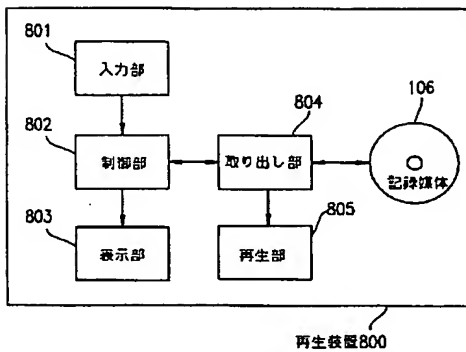 801
入力部
802
制御部
803
表示部
804
取り出し部
805
再生部
106
記録媒体
再生装置800